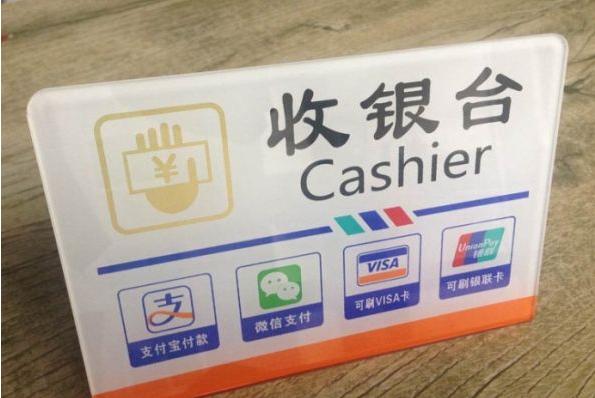 收银台
Cashier
¥
支
支付宝付款
微信支付
VISA
可刷VISA卡
UnionPay
银联
可刷银联卡